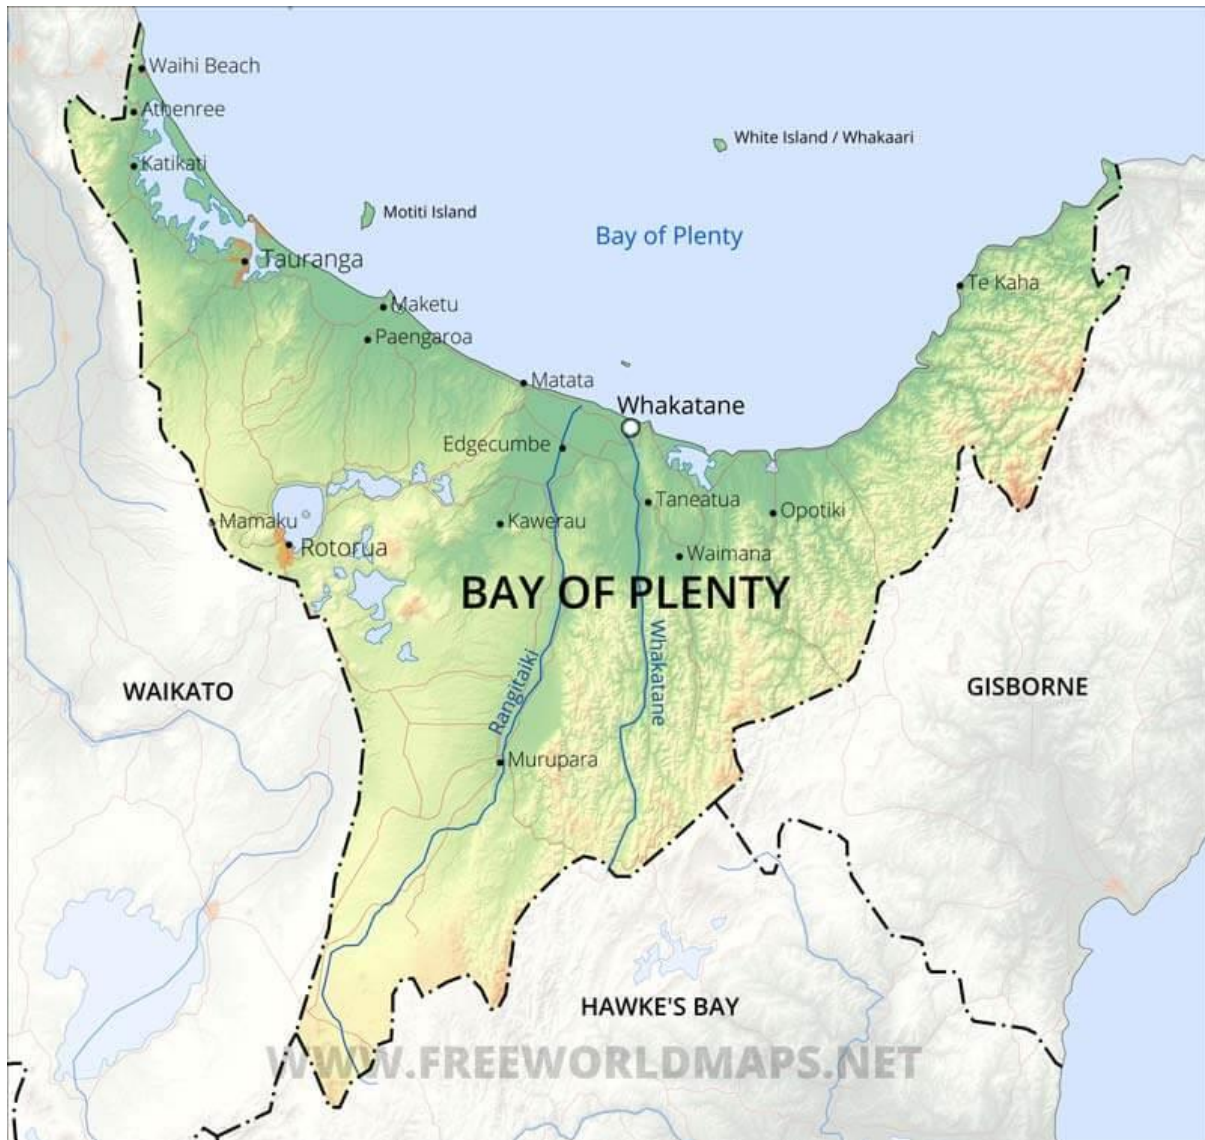 Waihi Beach
Athenree
White Island / Whakaari
Katikati
Motiti Island
Bay of Plenty
Tauranga
Te Kaha
Maketu
Paengaroa
Matata
Whakatane
Edgecumbe
Taneatua
Opotiki
Mamaku
Kawerau
Rotorua
Waimana
BAY OF PLENTY
Whakatane
Rangitaiki
WAIKATO
GISBORNE
Murupara
HAWKE'S BAY
WWW.FREEWORLDMAPS.NET